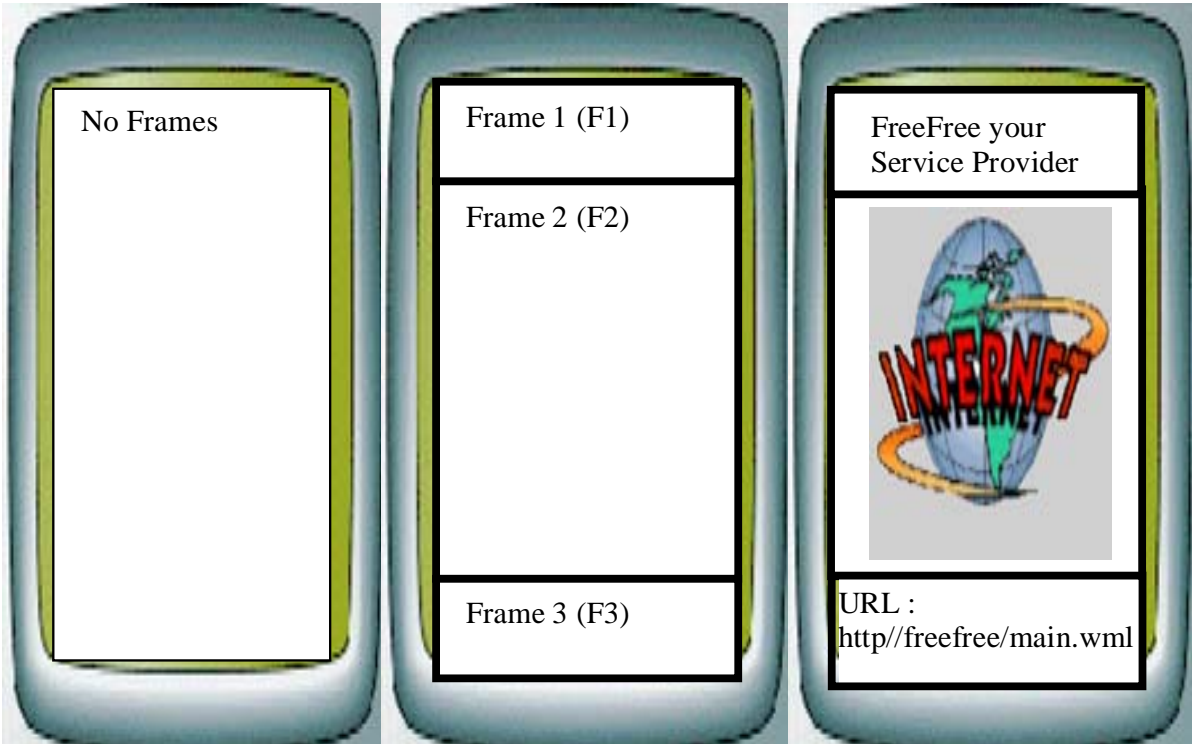 No Frames
Frame 1 (F1)
Frame 2 (F2)
Frame 3 (F3)
FreeFree your
Service Provider
INTERNET
INTERNET
URL :
http//freefree/main.wml